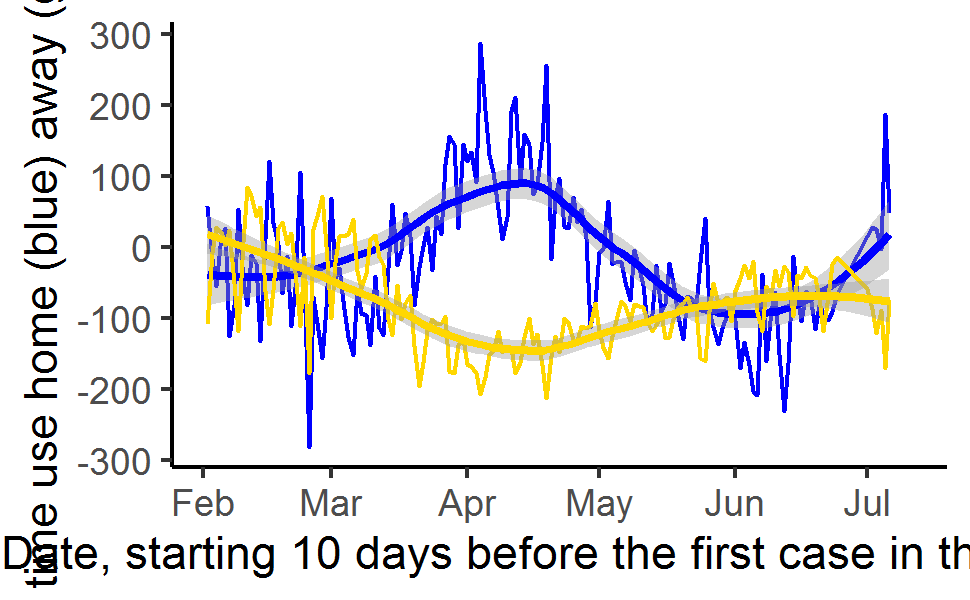 300
200
100
0
-100
-200
-300
time use home (blue) away (
Feb Mar Apr May Jun Jul
Date, starting 10 days before the first case in th